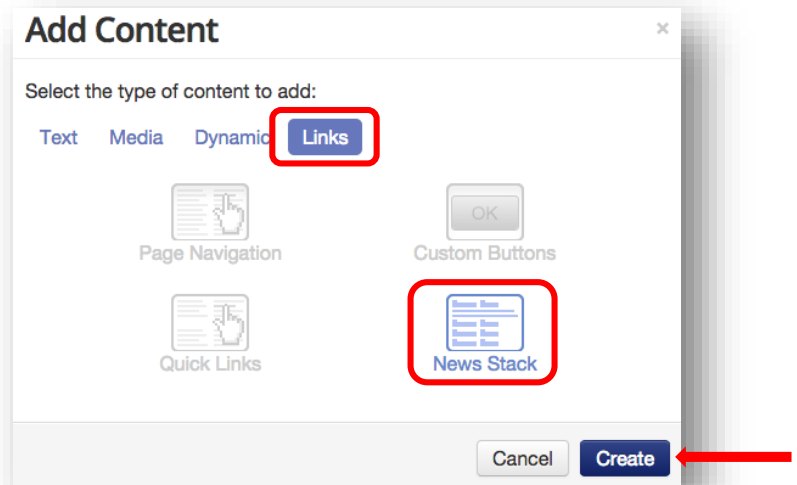 Add Content ×
Select the type of content to add:
Text Media Dynamic Links
OK
Page Navigation Custom Buttons
Quick Links News Stack
Cancel Create